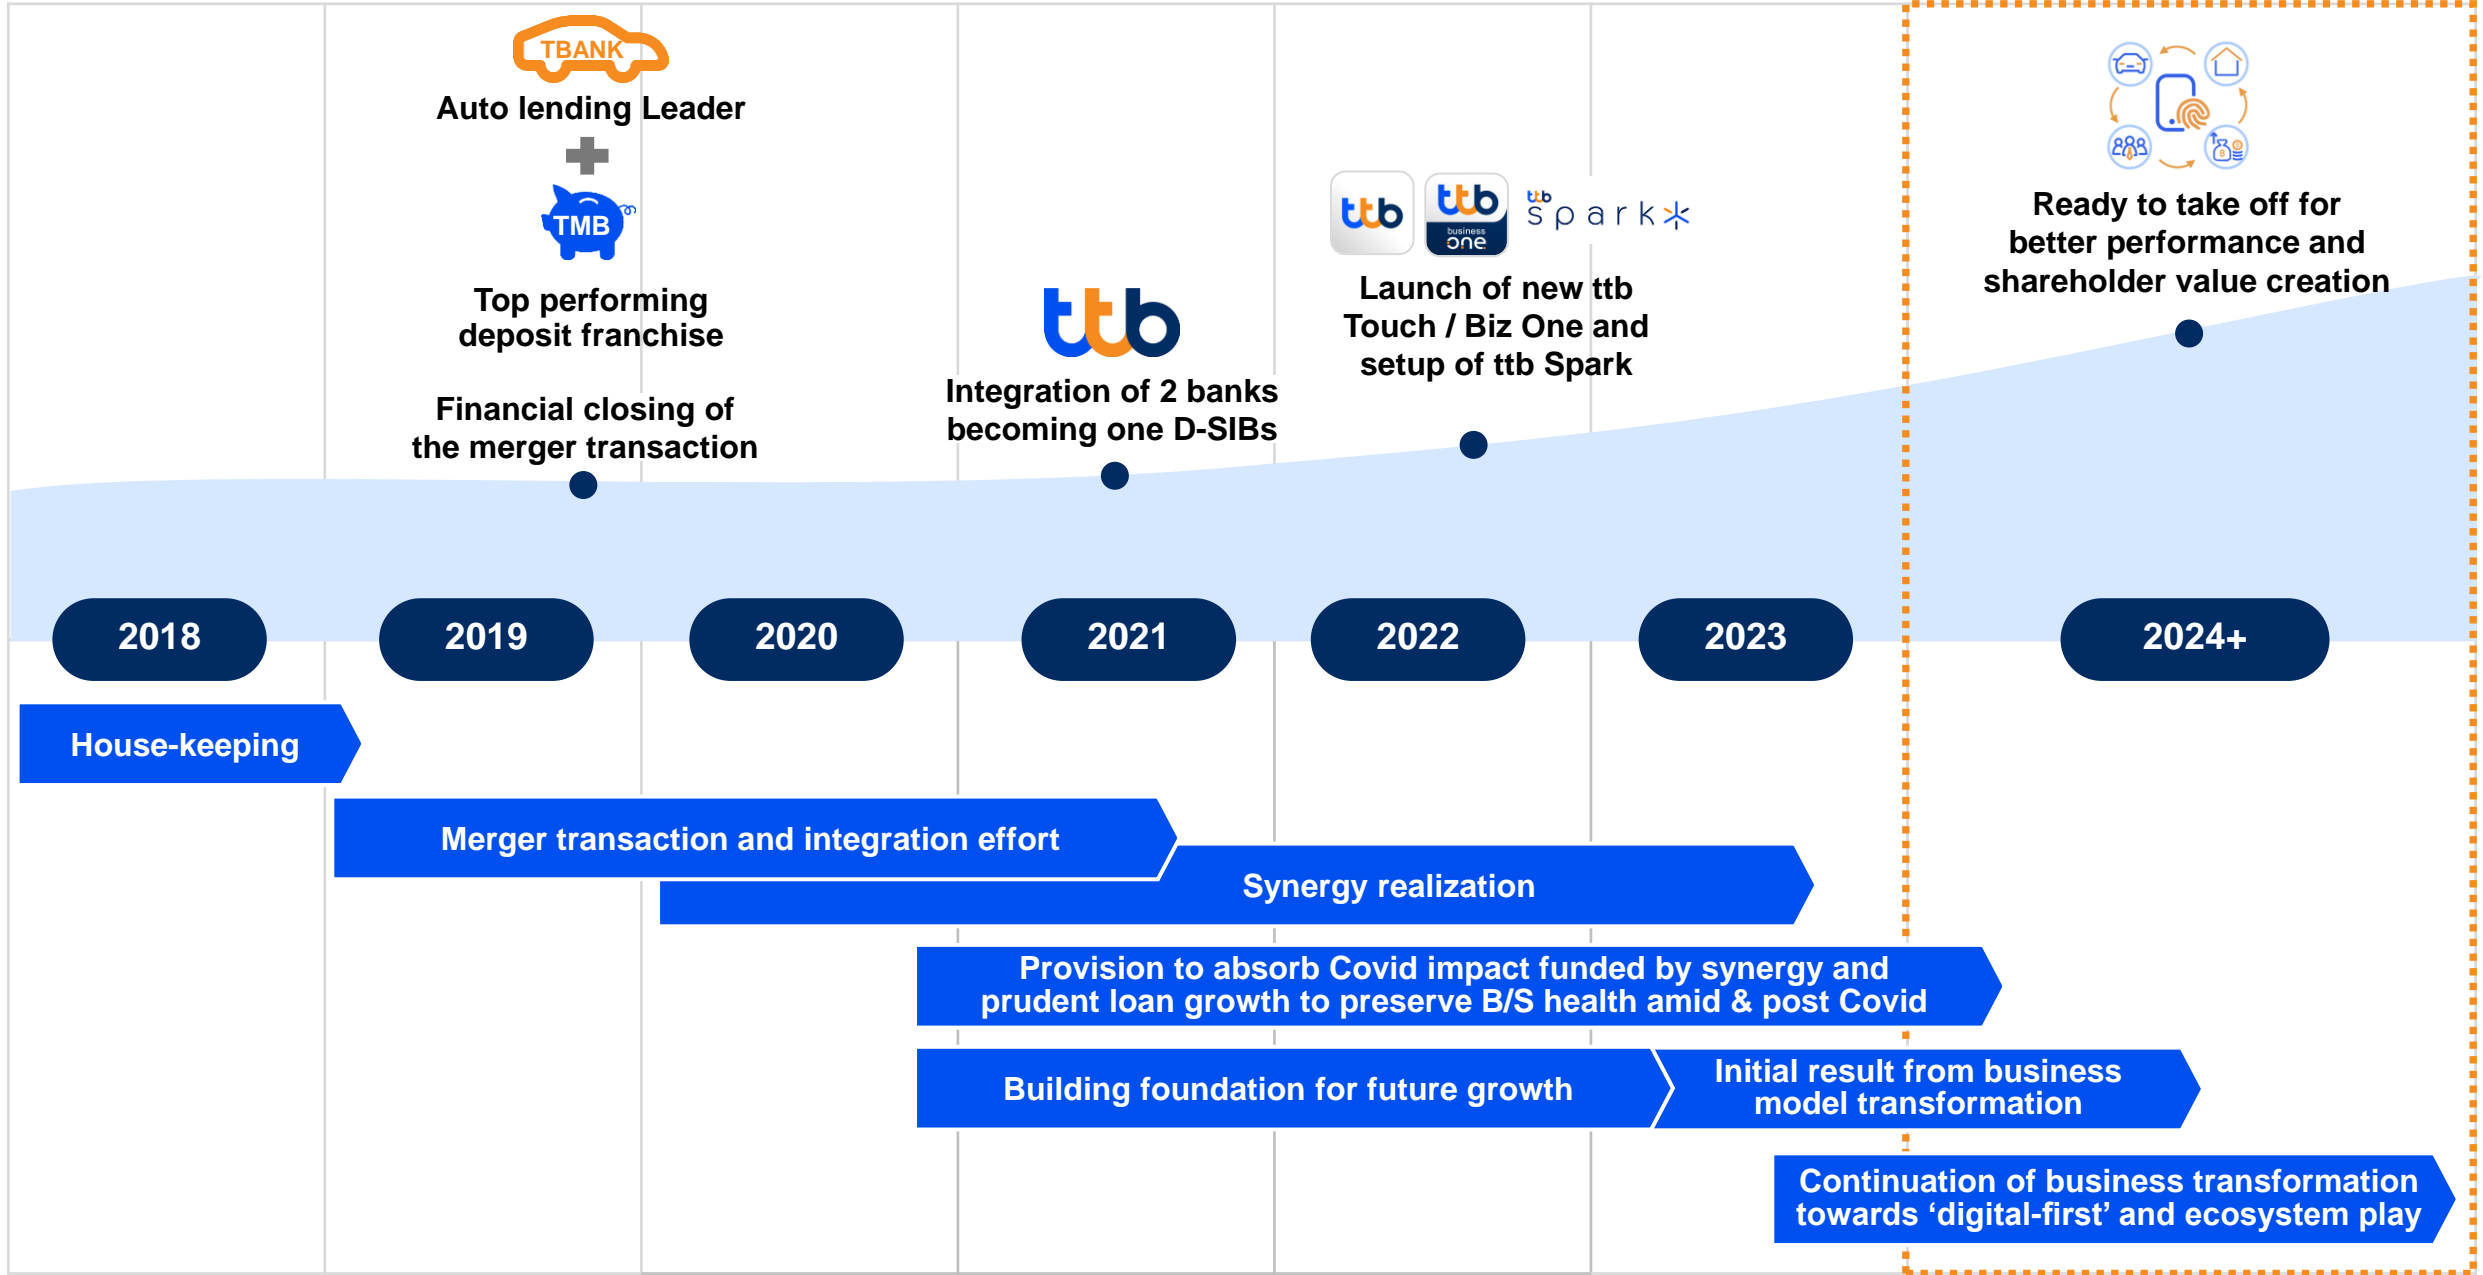 TBANK
Auto lending Leader
TMB
Top performing
deposit franchise
Financial closing of
the merger transaction
ttb
Integration of 2 banks
becoming one D-SIBs
ttb
ttb
business
one
ttb
spark
Launch of new ttb
Touch / Biz One and
setup of ttb Spark
Ready to take off for
better performance and
shareholder value creation
2018
2019
2020
2021
2022
2023
2024+
House-keeping
Merger transaction and integration effort
Synergy realization
Provision to absorb Covid impact funded by synergy and
prudent loan growth to preserve B/S health amid & post Covid
Building foundation for future growth
Initial result from business
model transformation
Continuation of business transformation
towards ‘digital-first’ and ecosystem play